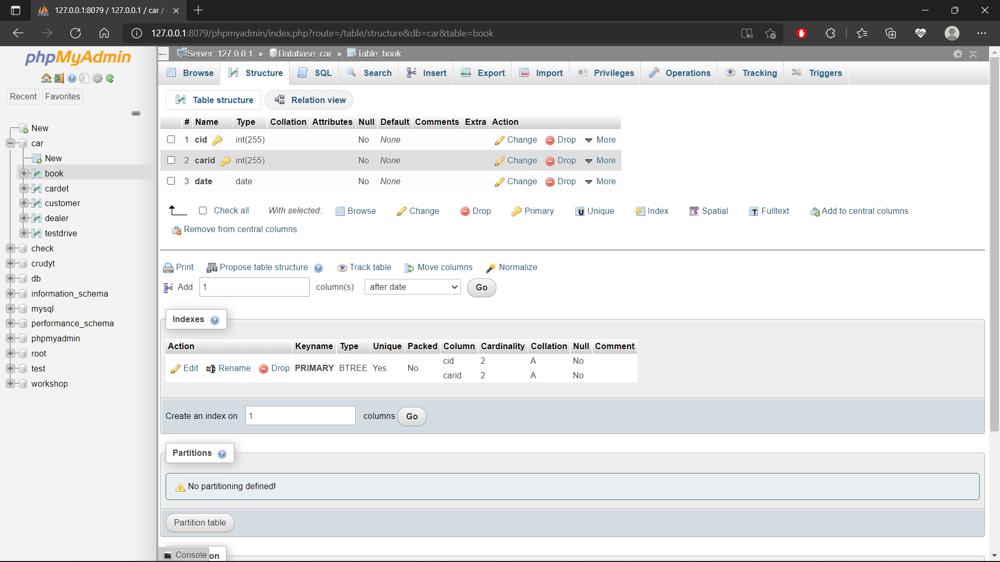 127.0.0.1:8079 / 127.0.0.1 / car /
127.0.0.1:8079/phpmyadmin/index.php?route=/table/structure&db=car&table=book
phpMyAdmin
Recent Favorites
New
car
New
book
cardet
customer
dealer
testdrive
check
crudyt
db
information_schema
mysql
performance_schema
phpmyadmin
root
test
workshop
Server: 127.0.0.1 » Database: car » Table: book
Browse Structure SQL Search Insert Export Import Privileges Operations Tracking Triggers
Table structure Relation view
# Name Type Collation Attributes Null Default Comments Extra Action
1 cid int(255) No None Change Drop More
2 carid int(255) No None Change Drop More
3 date date No None Change Drop More
Check all With selected: Browse Change Drop Primary Unique Index Spatial Fulltext Add to central columns
Remove from central columns
Print Propose table structure Track table Move columns Normalize
Add 1 column(s) after date Go
Indexes
Action Keyname Type Unique Packed Column Cardinality Collation Null Comment
Edit Rename Drop PRIMARY BTREE Yes No cid 2 A No
carid 2 A No
Create an index on 1 columns Go
Partitions
No partitioning defined!
Partition table
Console on